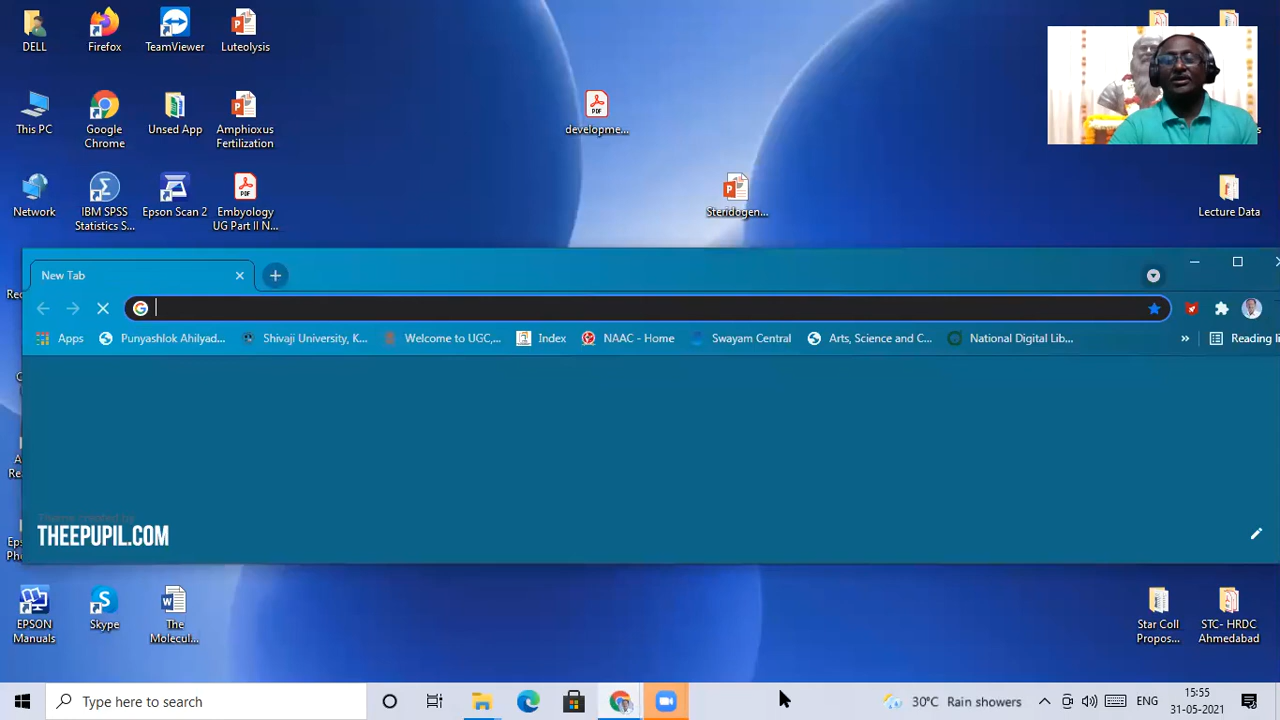 DELL
Firefox
TeamViewer
Luteolysis
This PC
Google
Chrome
Unsed App
Amphioxus
Fertilization
developme...
Network
IBM SPSS
Statistics S...
Epson Scan 2
Embyology
UG Part II N...
Steridogen...
Lecture Data
New Tab
Apps
Punyashlok Ahilyad...
Shivaji University, K...
Welcome to UGC,...
Index
NAAC - Home
Swayam Central
Arts, Science and C...
National Digital Lib...
»
Reading li
Theme created by
THEEPUPIL.COM
EPSON
Manuals
Skype
The
Molecul...
Star Coll
Propos...
STC- HRDC
Ahmedabad
Type here to search
30°C Rain showers
ENG
15:55
31-05-2021